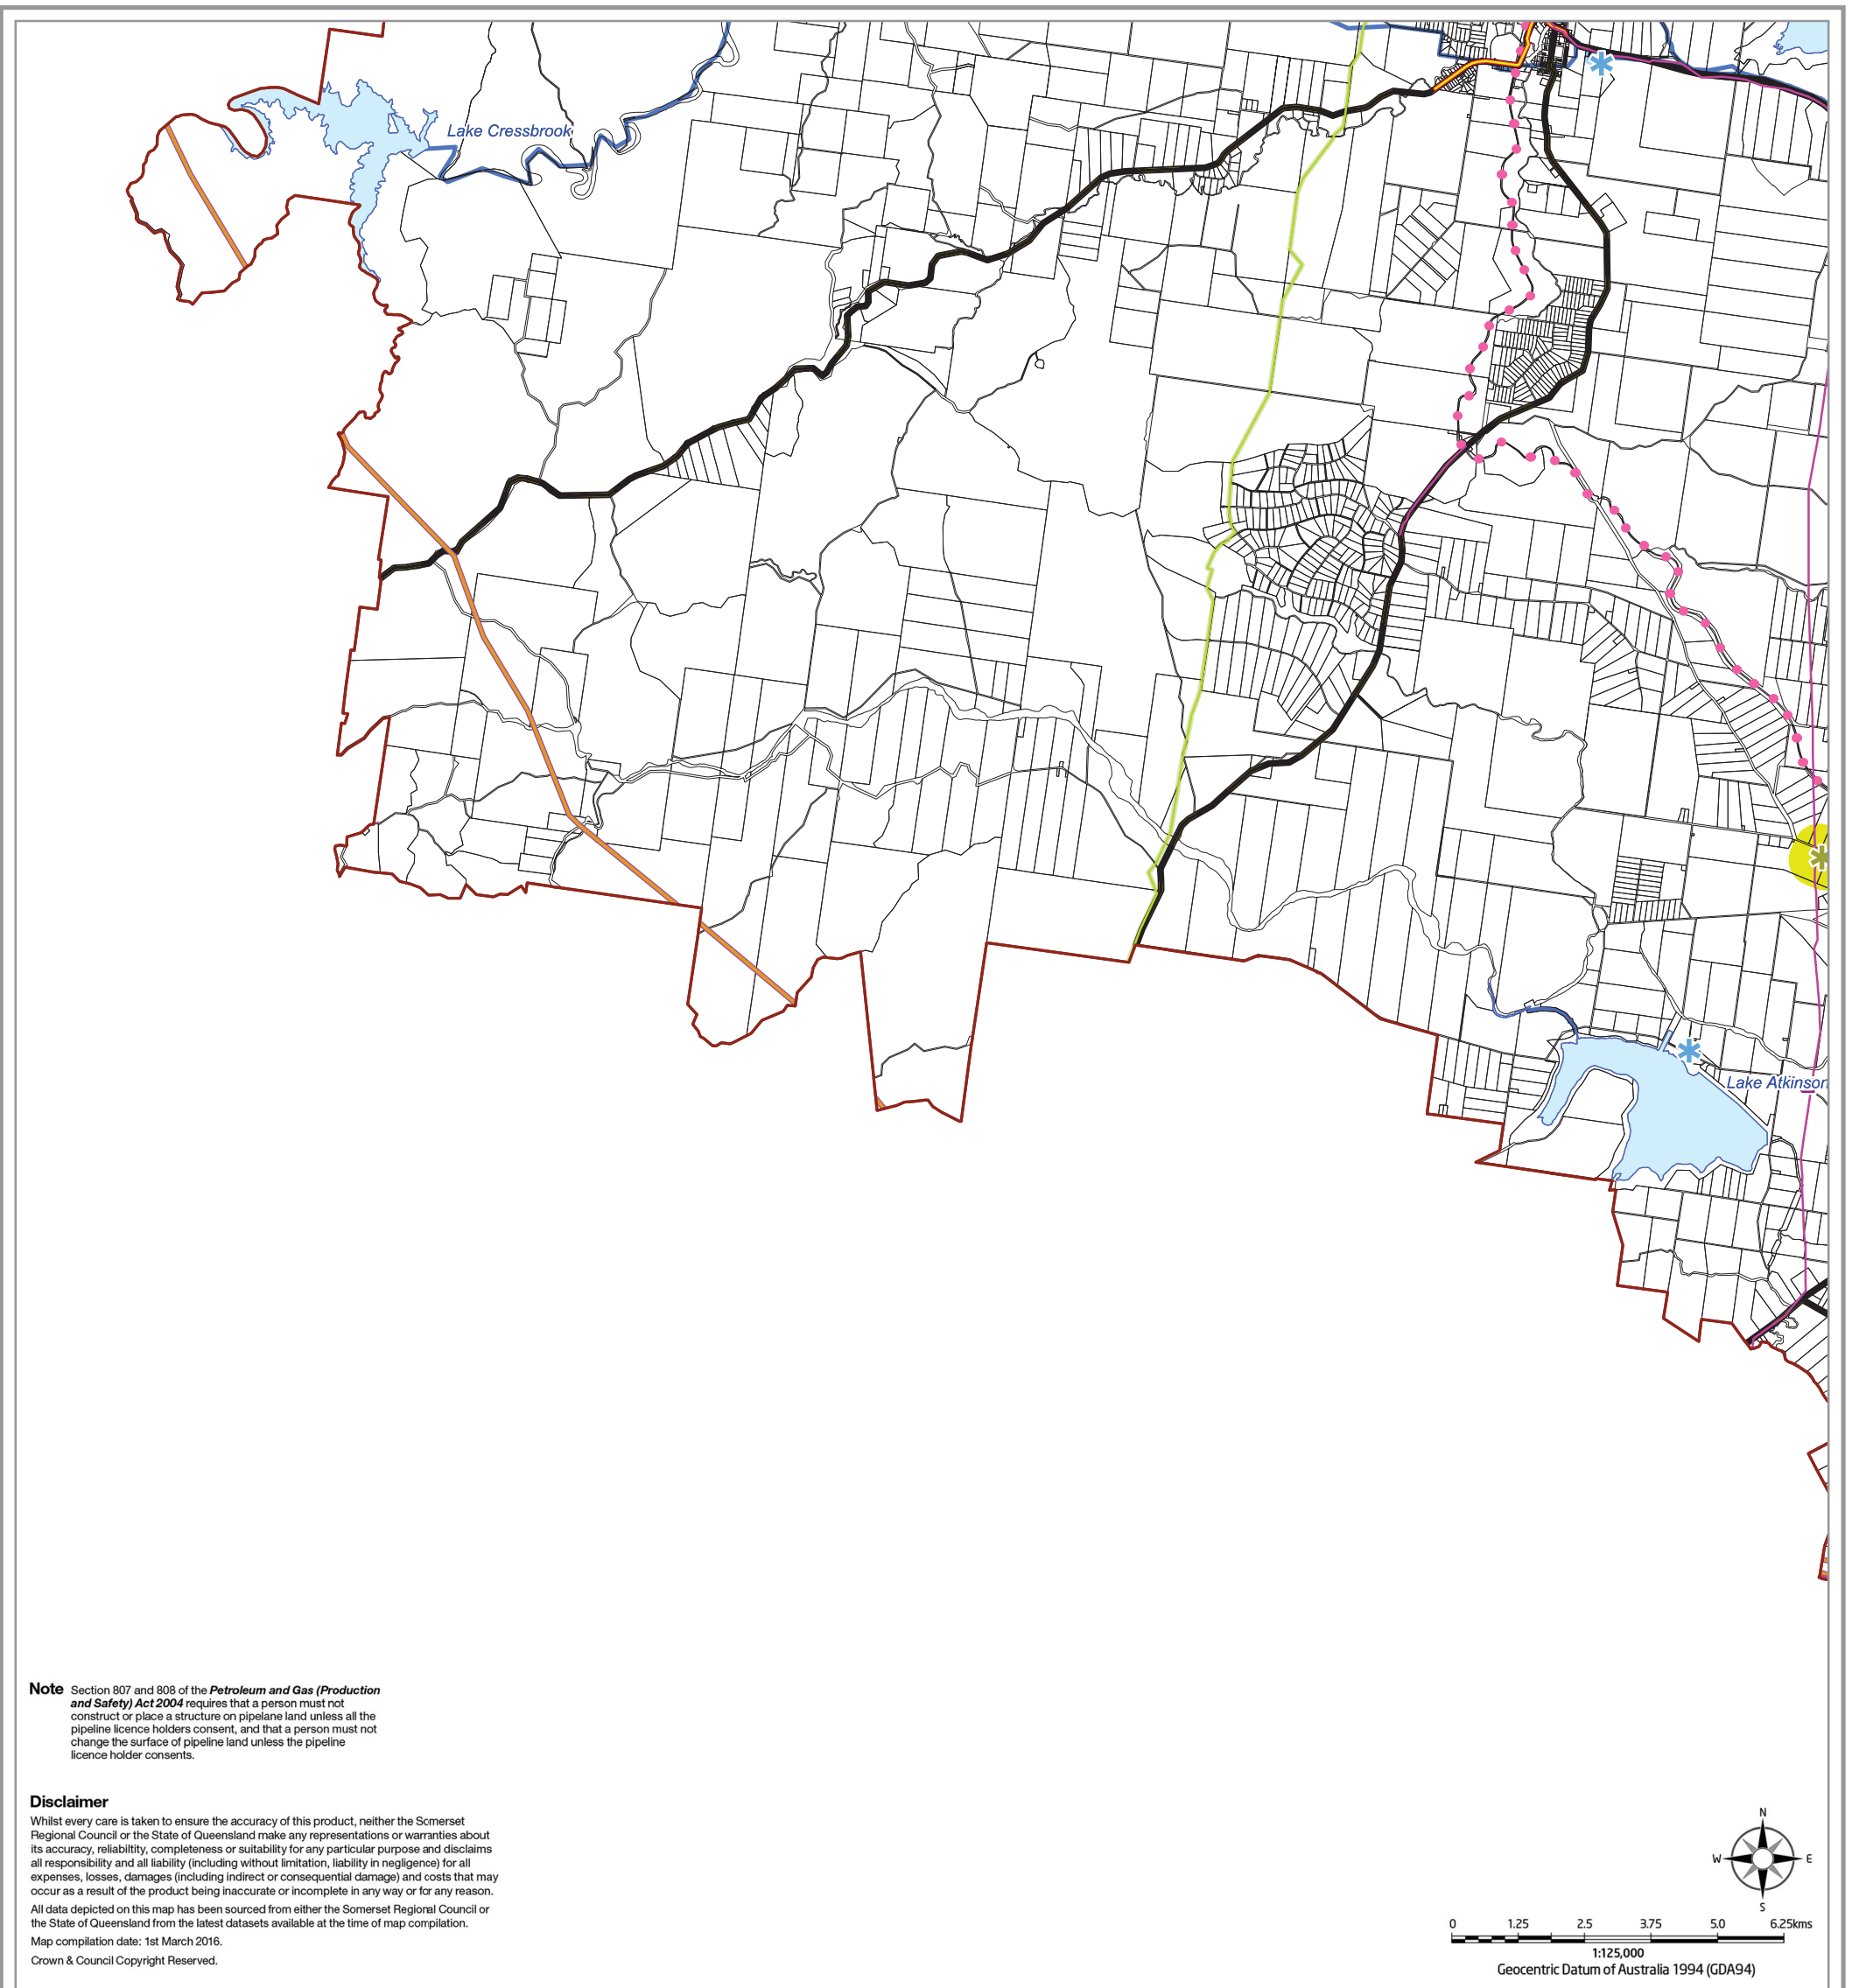 Lake Cressbrook
Lake Atkinson
Note Section 807 and 808 of the Petroleum and Gas (Production
and Safety) Act 2004 requires that a person must not
construct or place a structure on pipelane land unless all the
pipeline licence holders consent, and that a person must not
change the surface of pipeline land unless the pipeline
licence holder consents.
Disclaimer
Whilst every care is taken to ensure the accuracy of this product, neither the Somerset
Regional Council or the State of Queensland make any representations or warranties about
its accuracy, reliabiltity, completeness or suitability for any particular purpose and disclaims
all responsibility and all liability (including without limitation, liability in negligence) for all
expenses, losses, damages (including indirect or consequential damage) and costs that may
occur as a result of the product being inaccurate or incomplete in any way or for any reason.
All data depicted on this map has been sourced from either the Somerset Regional Council or
the State of Queensland from the latest datasets available at the time of map compilation.
Map compilation date: 1st March 2016.
Crown & Council Copyright Reserved.
N
W E
S
0 1.25 2.5 3.75 5.0 6.25kms
1:125,000
Geocentric Datum of Australia 1994 (GDA94)